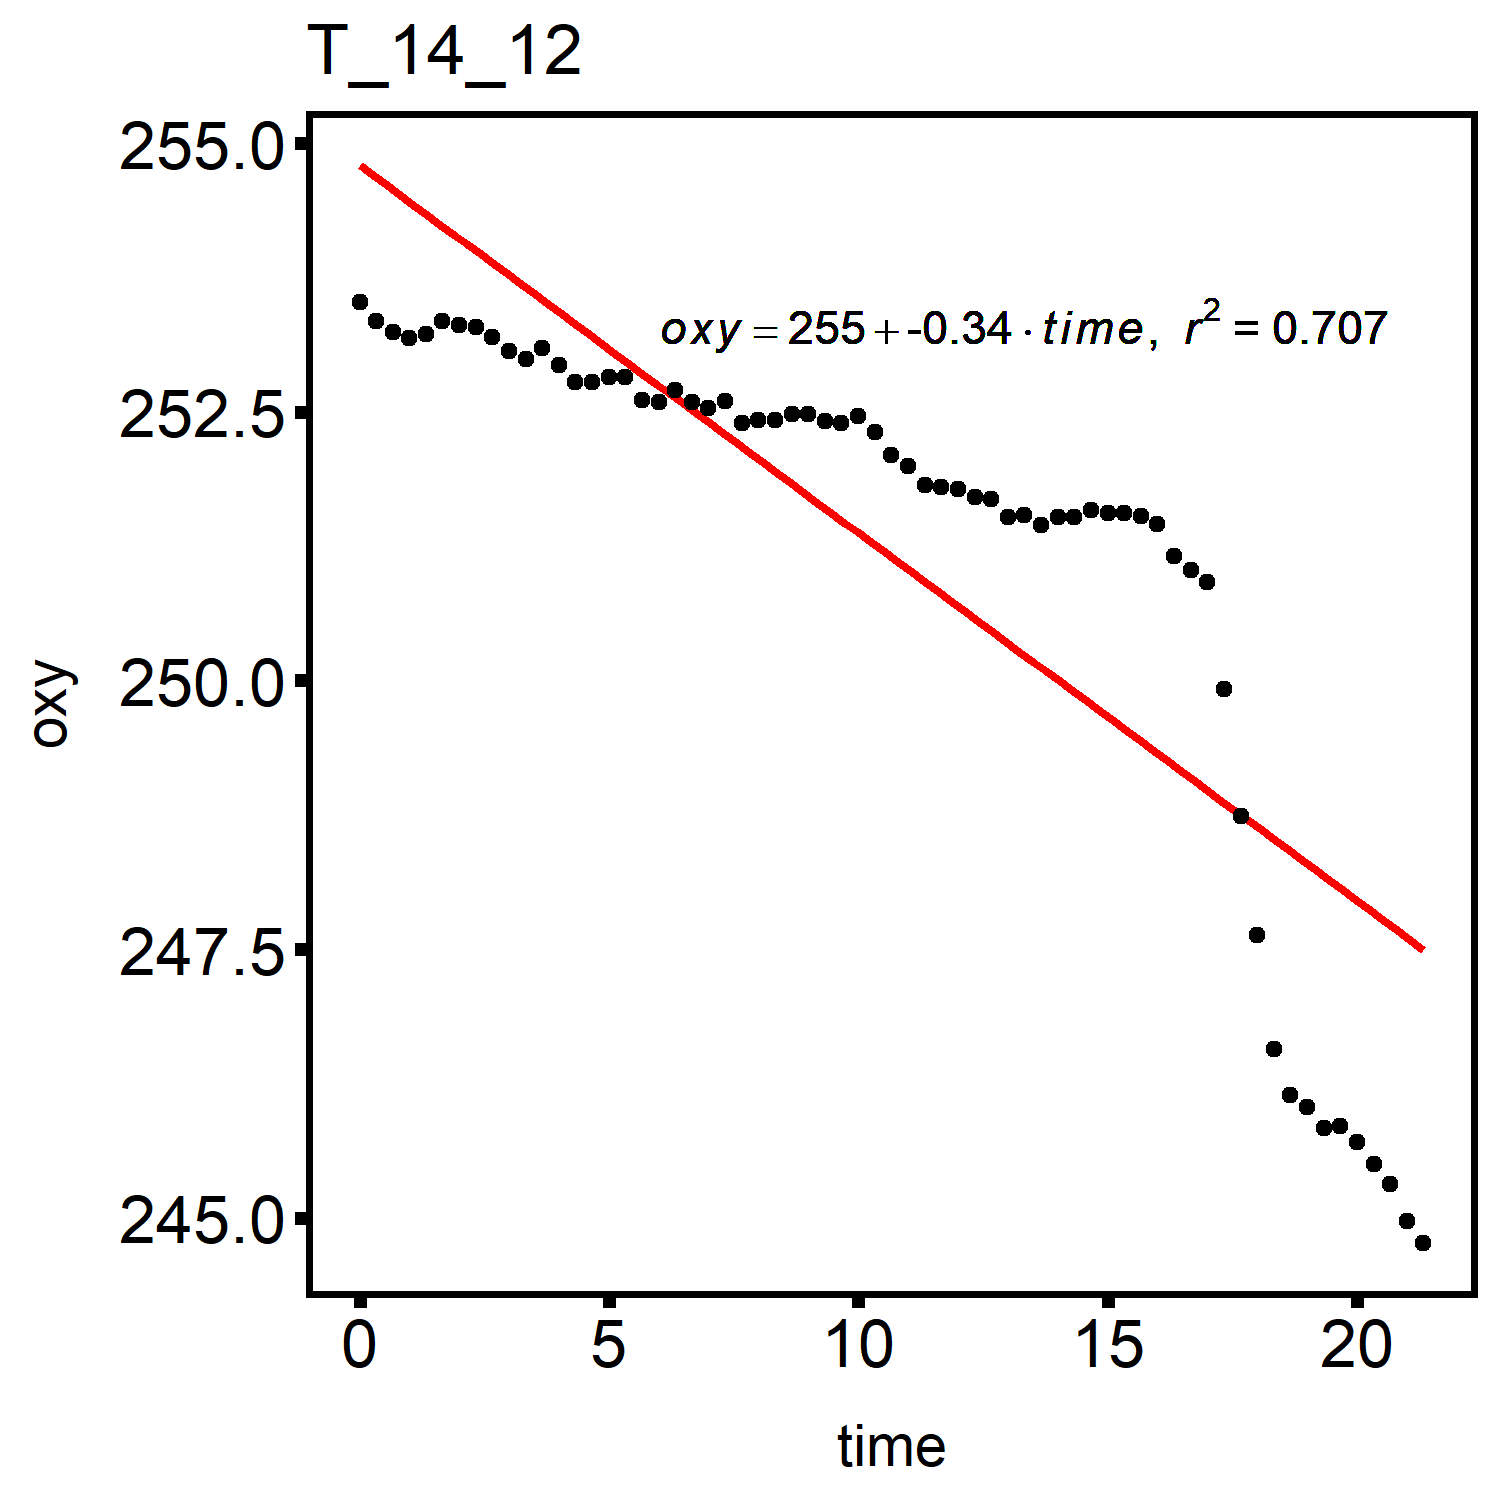 T_14_12
255.0
oxy = 255 + -0.34 · time, r² = 0.707
252.5
250.0
oxy
247.5
245.0
0 5 10 15 20
time